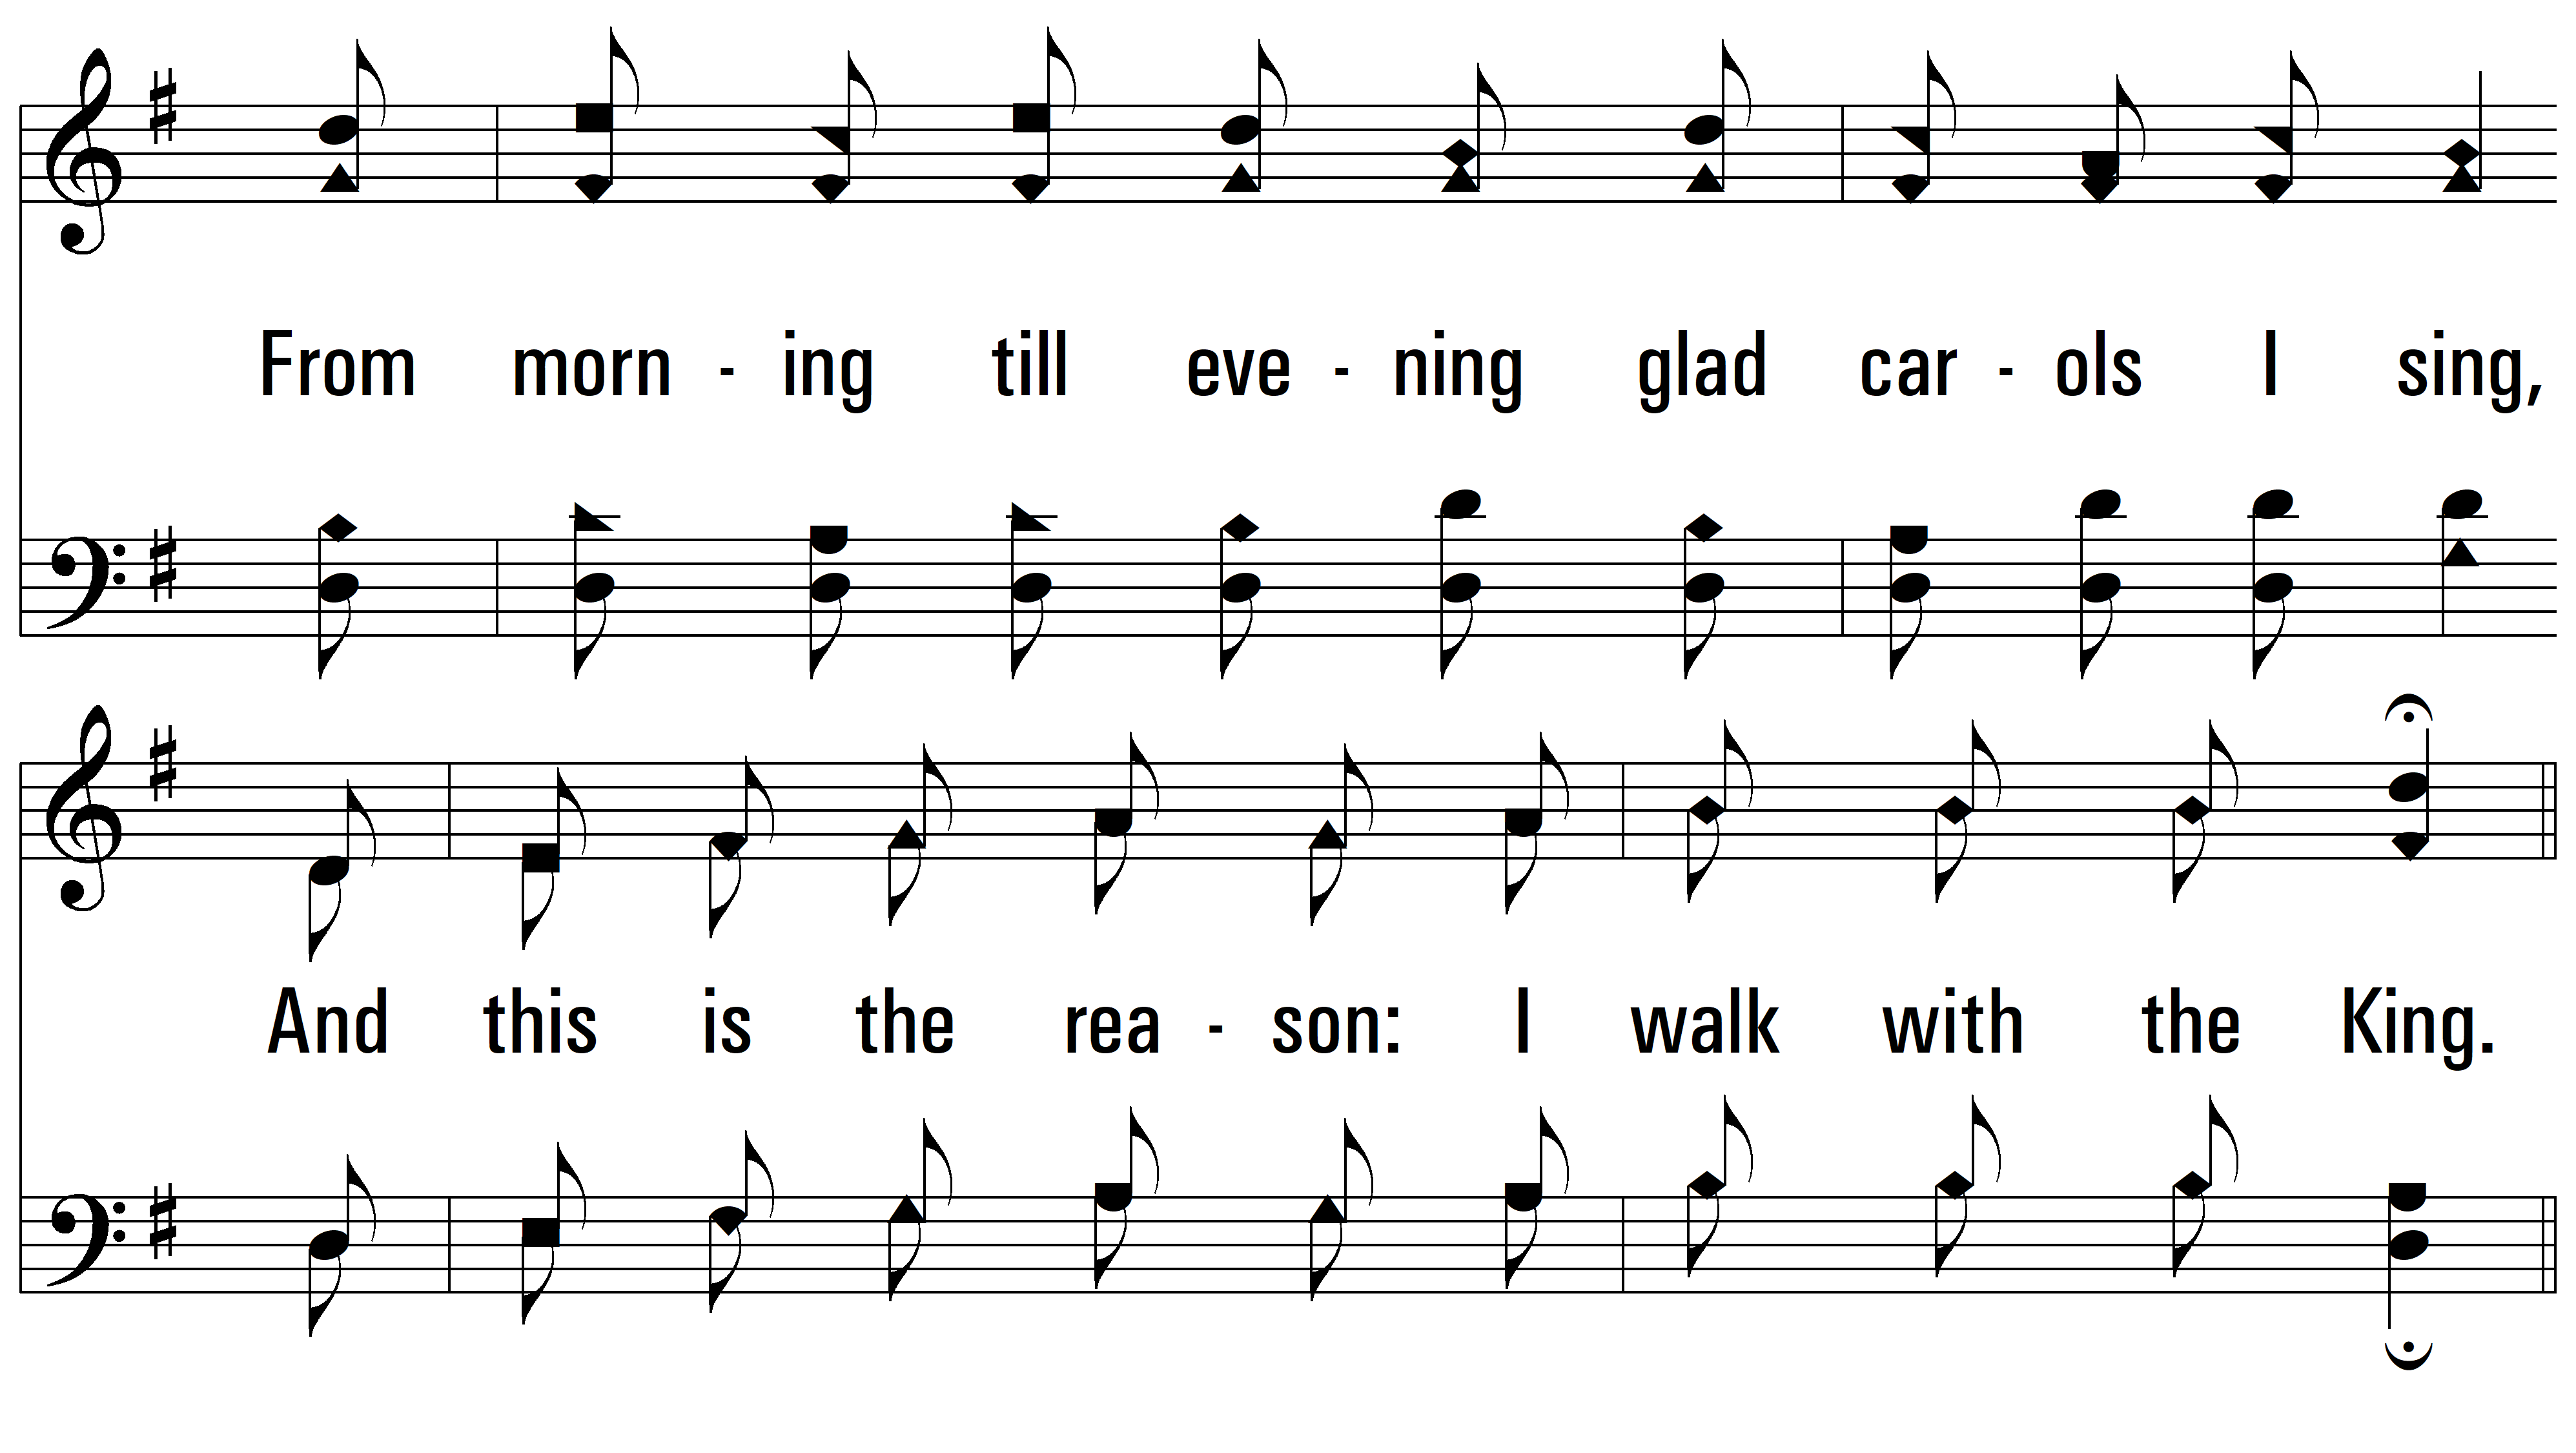 From morn - ing till eve - ning glad car - ols I sing,
And this is the rea - son: I walk with the King.